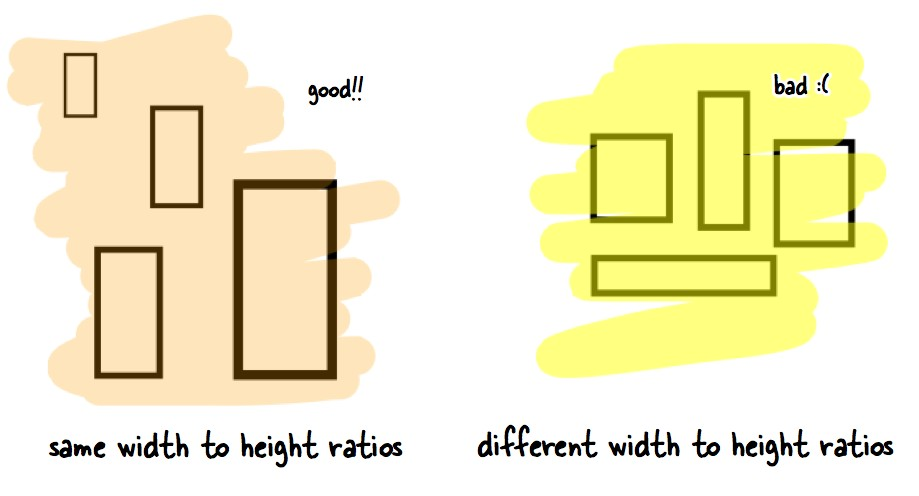 good!!
bad :(
same width to height ratios
different width to height ratios